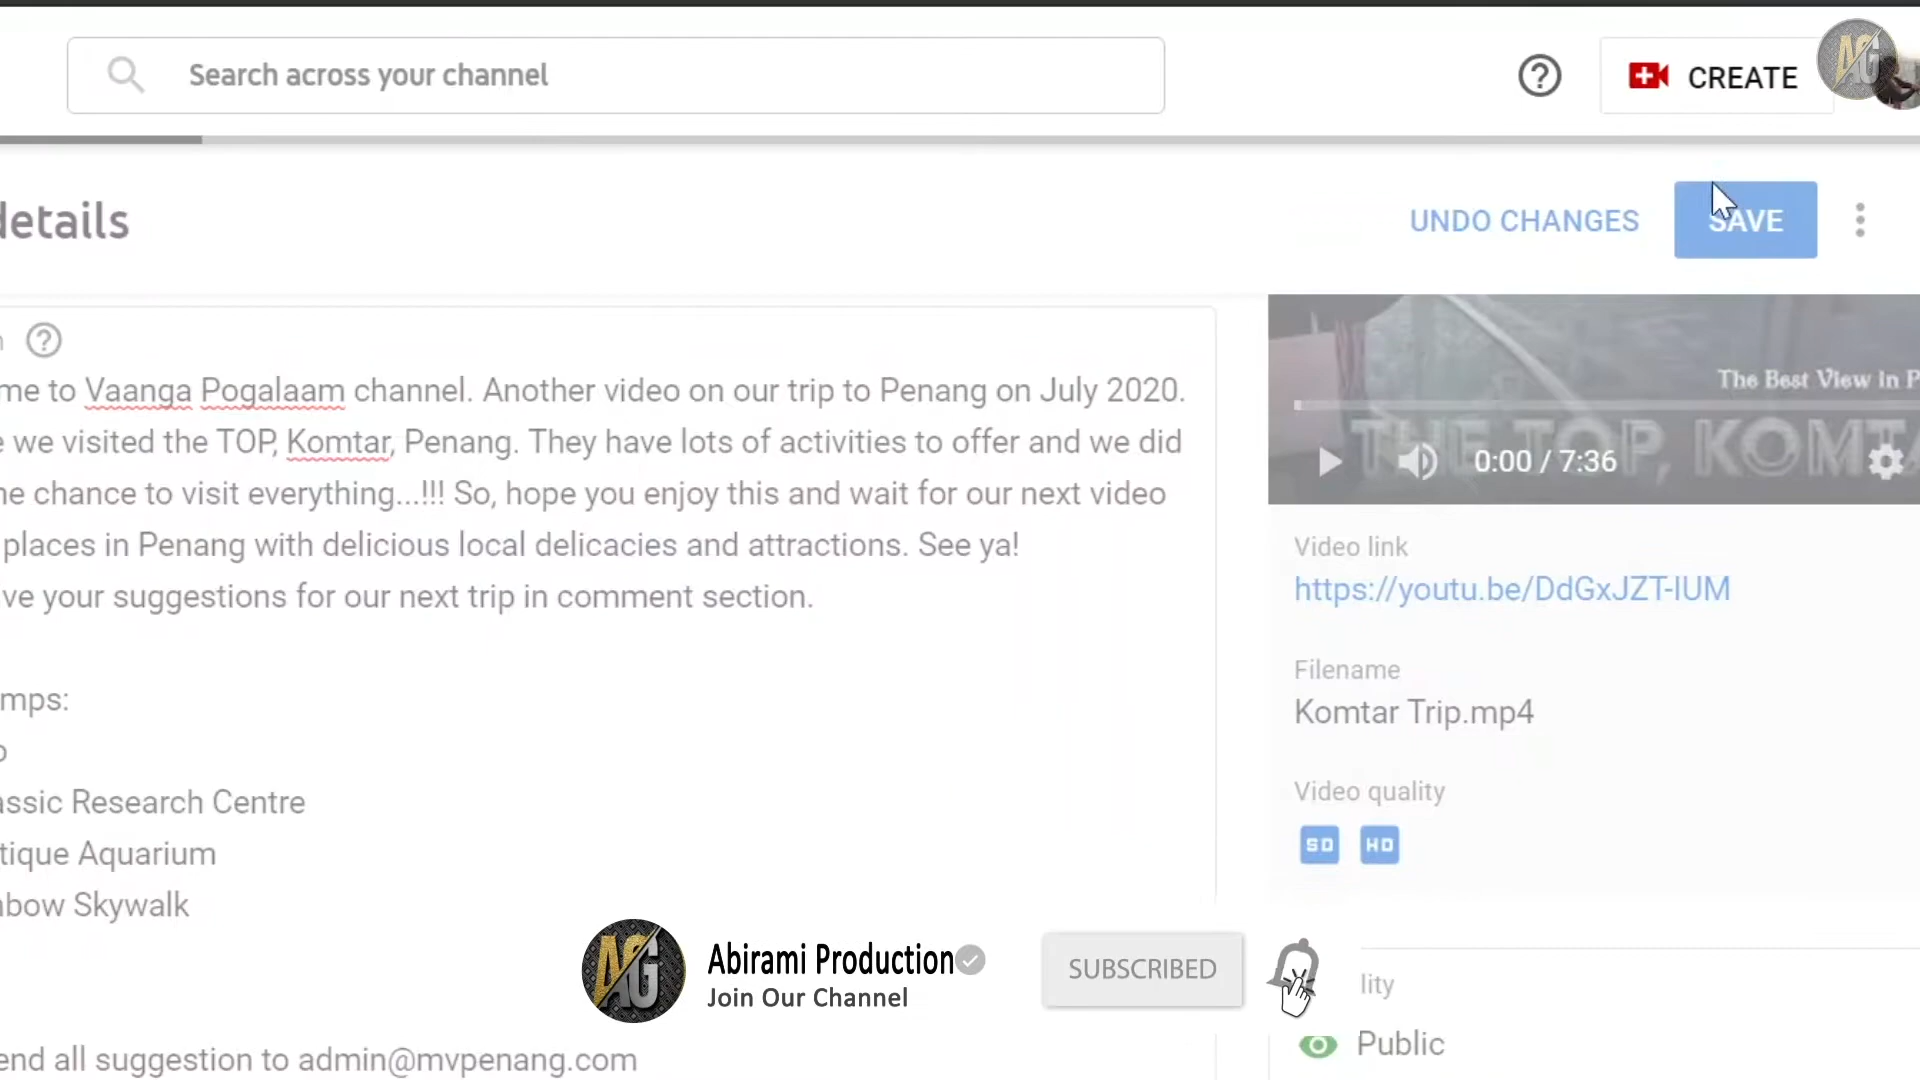 Search across your channel
CREATE
AG
details
UNDO CHANGES
SAVE
me to Vaanga Pogalaam channel. Another video on our trip to Penang on July 2020.
e we visited the TOP, Komtar, Penang. They have lots of activities to offer and we did
he chance to visit everything...!!! So, hope you enjoy this and wait for our next video
places in Penang with delicious local delicacies and attractions. See ya!
ve your suggestions for our next trip in comment section.
mps:
o
assic Research Centre
tique Aquarium
nbow Skywalk
end all suggestion to admin@mvpenang.com
The Best View in P
THE TOP, KOMTA
0:00 / 7:36
Video link
https://youtu.be/DdGxJZT-IUM
Filename
Komtar Trip.mp4
Video quality
SD HD
lity
Public
AG
Abirami Production
Join Our Channel
SUBSCRIBED